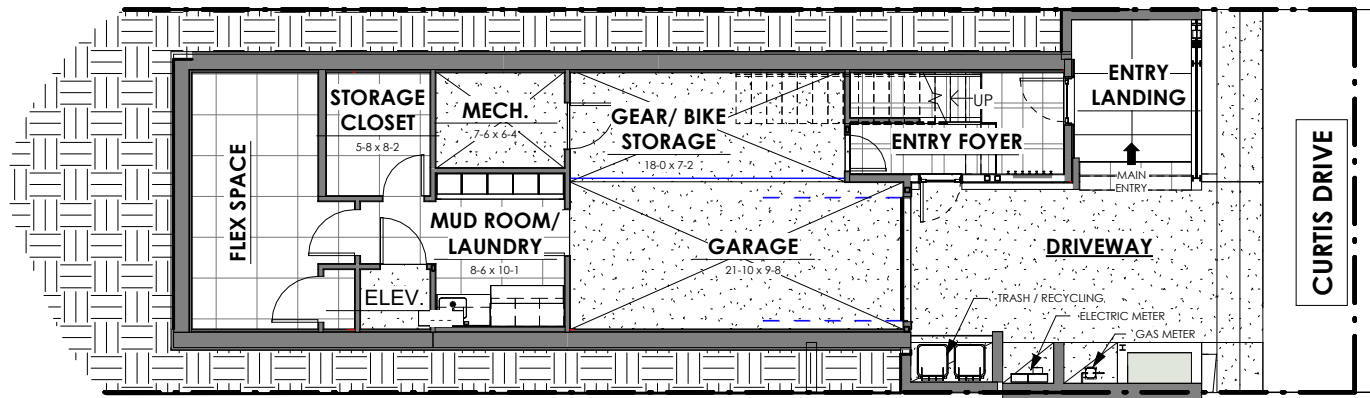 FLEX SPACE
STORAGE
CLOSET
5-8 x 8-2
MECH.
7-6 x 6-4
GEAR/ BIKE
STORAGE
18-0 x 7-2
UP
ENTRY FOYER
ENTRY
LANDING
MAIN
ENTRY
MUD ROOM/
LAUNDRY
8-6 x 10-1
ELEV.
GARAGE
21-10 x 9-8
DRIVEWAY
TRASH / RECYCLING
ELECTRIC METER
GAS METER
CURTIS DRIVE